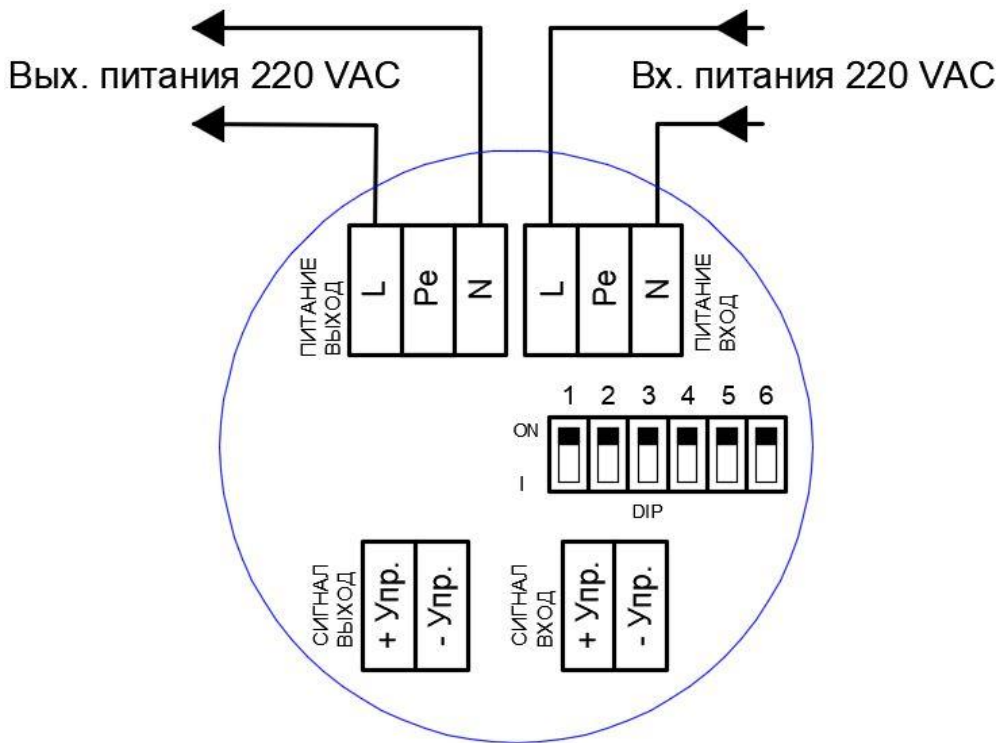 Вых. питания 220 VAC
Вх. питания 220 VAC
ПИТАНИЕ
ВЫХОД
L
Pe
N
L
Pe
N
ПИТАНИЕ
ВХОД
1 2 3 4 5 6
ON
I
DIP
СИГНАЛ
ВЫХОД
+ Упр.
- Упр.
СИГНАЛ
ВХОД
+ Упр.
- Упр.